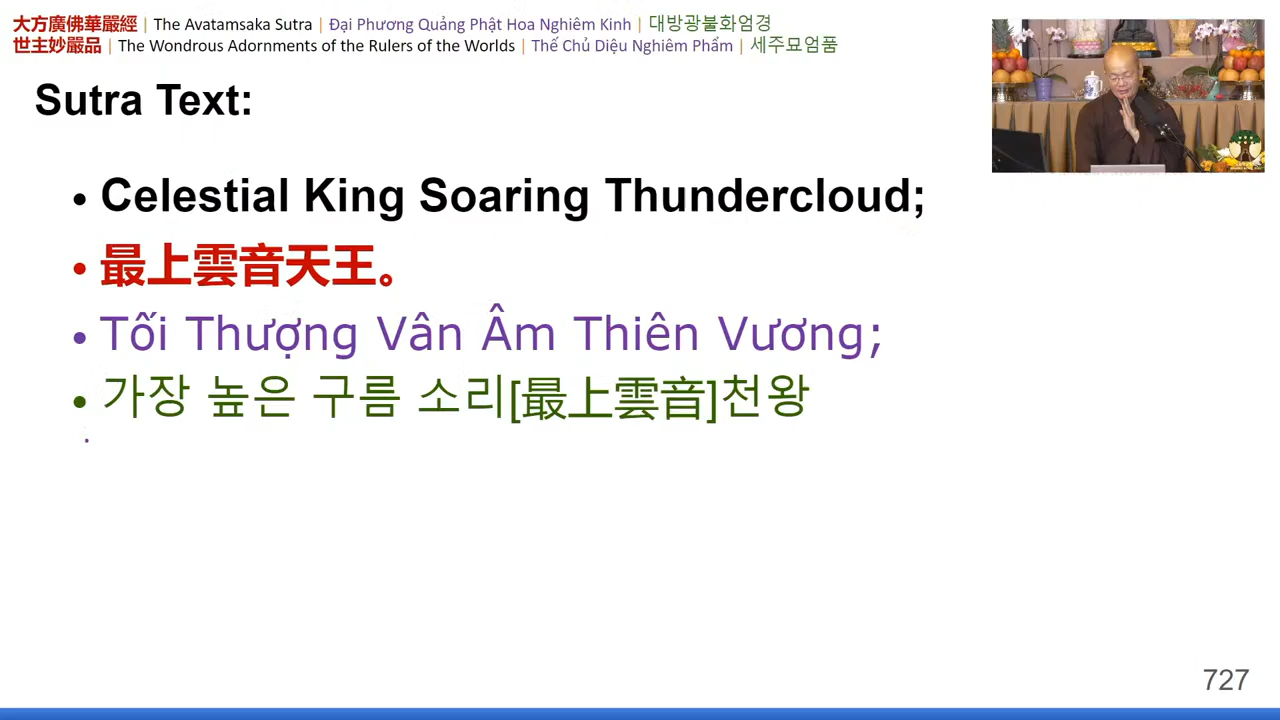 大方廣佛華嚴經 | The Avatamsaka Sutra | Đại Phương Quảng Phật Hoa Nghiêm Kinh | 대방광불화엄경
世主妙嚴品 | The Wondrous Adornments of the Rulers of the Worlds | Thế Chủ Diệu Nghiêm Phẩm | 세주묘엄품
Sutra Text:
• Celestial King Soaring Thundercloud;
• 最上雲音天王。
• Tối Thượng Vân Âm Thiên Vương;
• 가장 높은 구름 소리[最上雲音]천왕
727